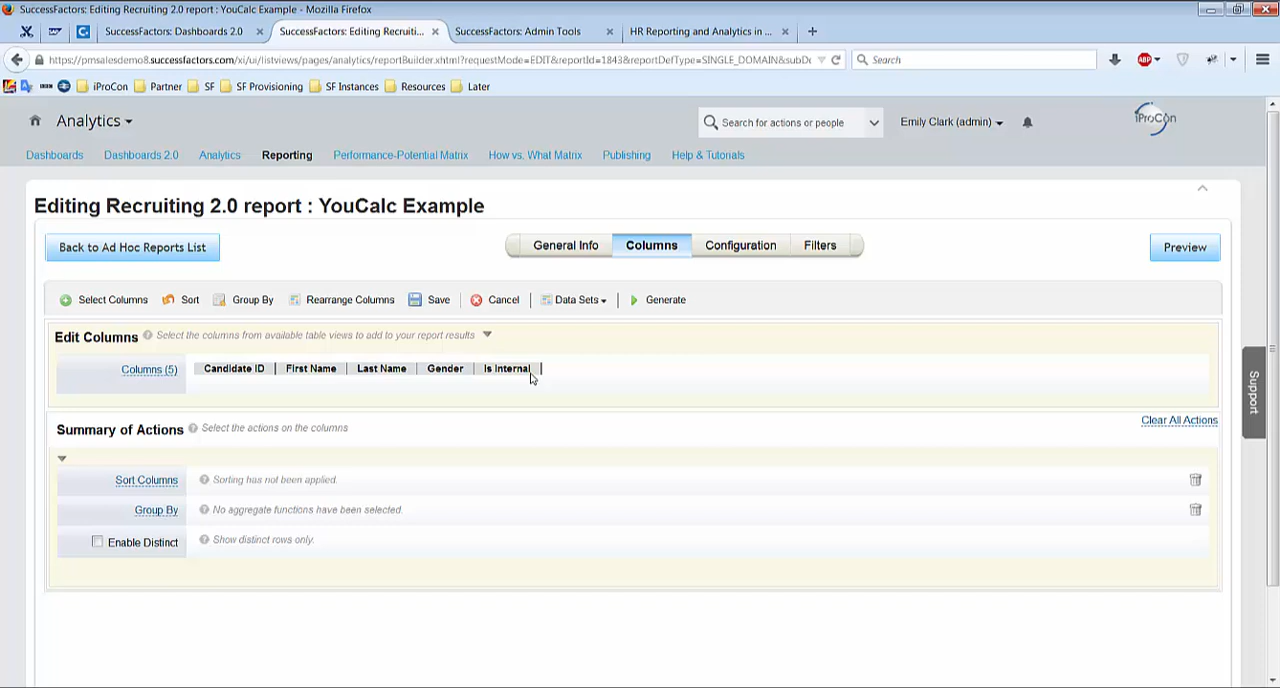 SuccessFactors: Editing Recruiting 2.0 report : YouCalc Example - Mozilla Firefox
SuccessFactors: Dashboards 2.0 × SuccessFactors: Editing Recruiti... × SuccessFactors: Admin Tools × HR Reporting and Analytics in ... × +
https://pmsalesdemo8.successfactors.com/xi/ui/listviews/pages/analytics/reportBuilder.xhtml?requestMode=EDIT&reportId=1843&reportDefType=SINGLE_DOMAIN&subDo Search ABP
iProCon Partner SF SF Provisioning SF Instances Resources Later
Analytics Search for actions or people Emily Clark (admin) iProCon
Dashboards Dashboards 2.0 Analytics Reporting Performance-Potential Matrix How vs. What Matrix Publishing Help & Tutorials
Editing Recruiting 2.0 report : YouCalc Example
Back to Ad Hoc Reports List General Info Columns Configuration Filters Preview
Select Columns Sort Group By Rearrange Columns Save Cancel Data Sets Generate
Edit Columns Select the columns from available table views to add to your report results
Columns (5) Candidate ID First Name Last Name Gender Is Internal
Support
Summary of Actions Select the actions on the columns Clear All Actions
Sort Columns Sorting has not been applied.
Group By No aggregate functions have been selected.
Enable Distinct Show distinct rows only.